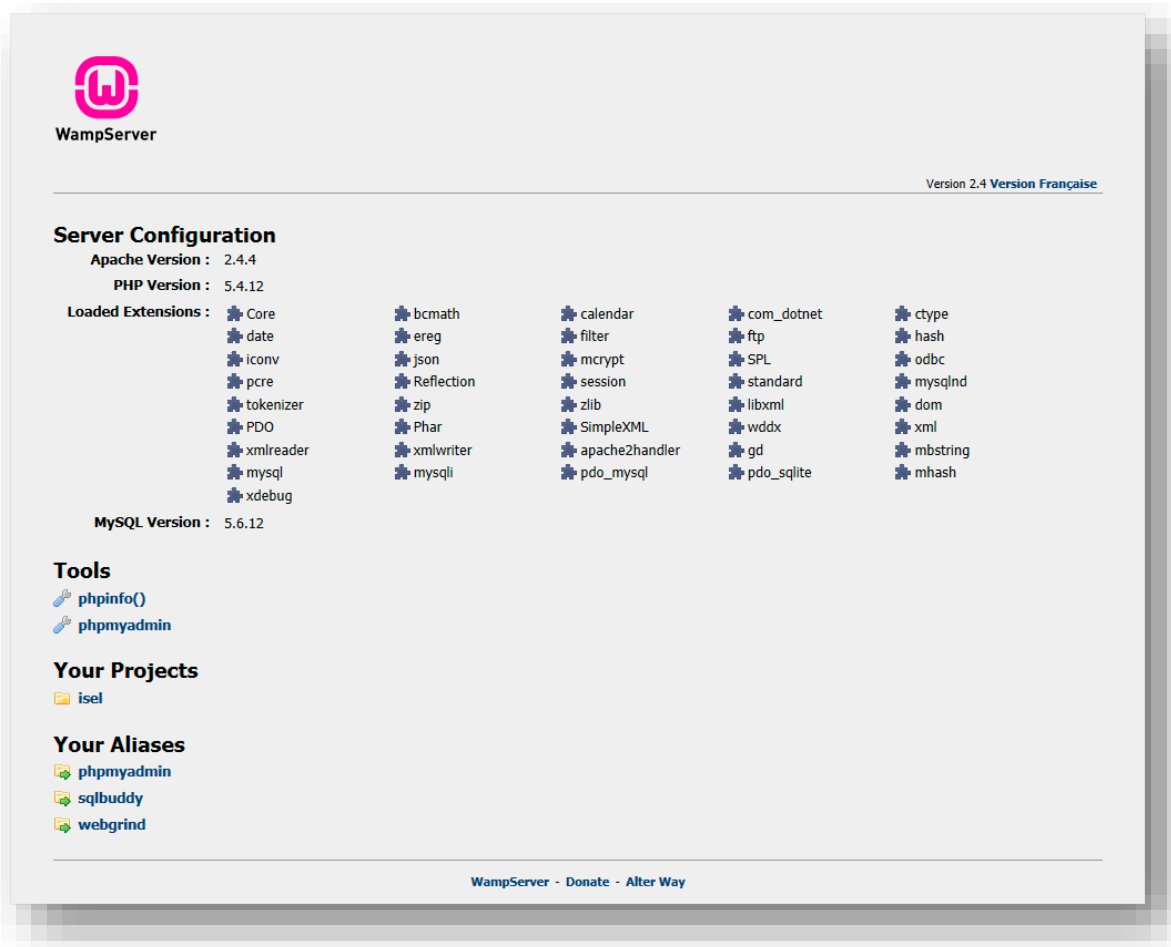 W
WampServer
Version 2.4 Version Française
Server Configuration
Apache Version : 2.4.4
PHP Version : 5.4.12
Loaded Extensions : Core bcmath calendar com_dotnet ctype
date ereg filter ftp hash
iconv json mcrypt SPL odbc
pcre Reflection session standard mysqlnd
tokenizer zip zlib libxml dom
PDO Phar SimpleXML wddx xml
xmlreader xmlwriter apache2handler gd mbstring
mysql mysqli pdo_mysql pdo_sqlite mhash
xdebug
MySQL Version : 5.6.12
Tools
phpinfo()
phpmyadmin
Your Projects
isel
Your Aliases
phpmyadmin
sqlbuddy
webgrind
WampServer - Donate - Alter Way